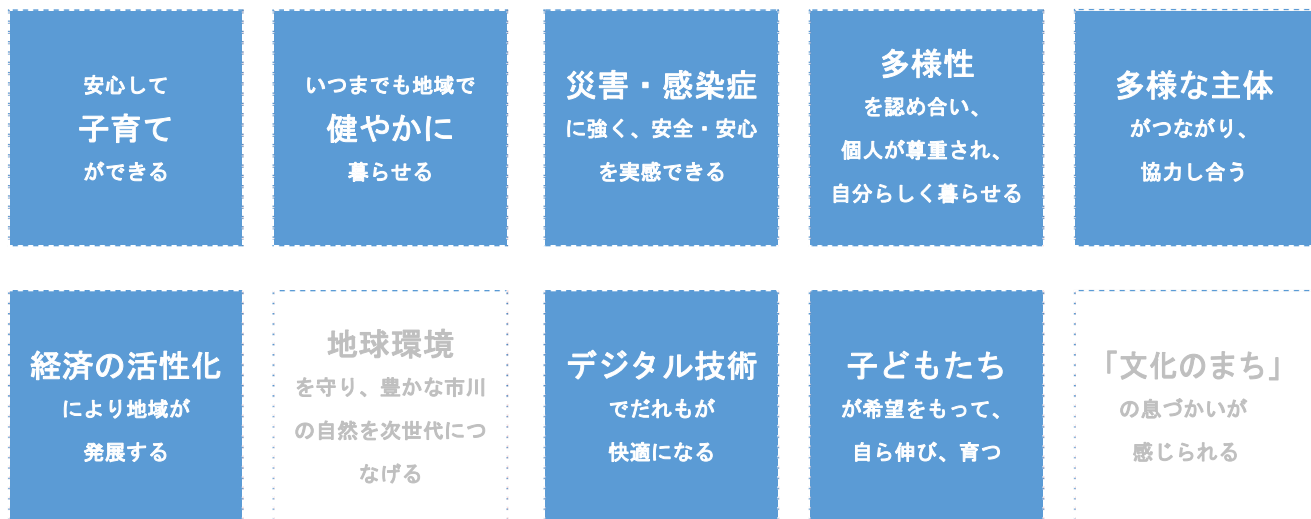 安心して
子育て
ができる
いつまでも地域で
健やかに
暮らせる
災害・感染症
に強く、安全・安心
を実感できる
多様性
を認め合い、
個人が尊重され、
自分らしく暮らせる
多様な主体
がつながり、
協力し合う
経済の活性化
により地域が
発展する
地球環境
を守り、豊かな市川
の自然を次世代につ
なげる
デジタル技術
でだれもが
快適になる
子どもたち
が希望をもって、
自ら伸び、育つ
「文化のまち」
の息づかいが
感じられる